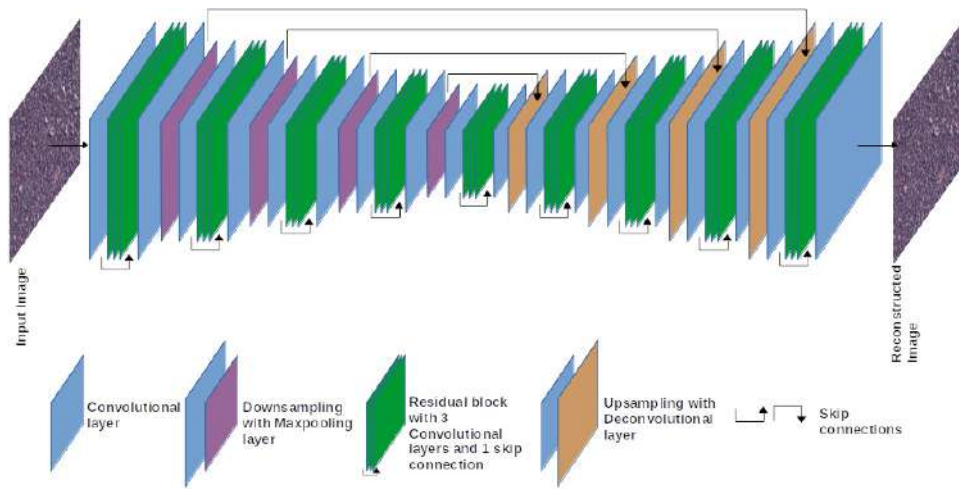 Input Image
Reconstructed
Image
Convolutional
layer
Downsampling
with Maxpooling
layer
Residual block
with 3
Convolutional
layers and 1 skip
connection
Upsampling with
Deconvolutional
layer
Skip
connections